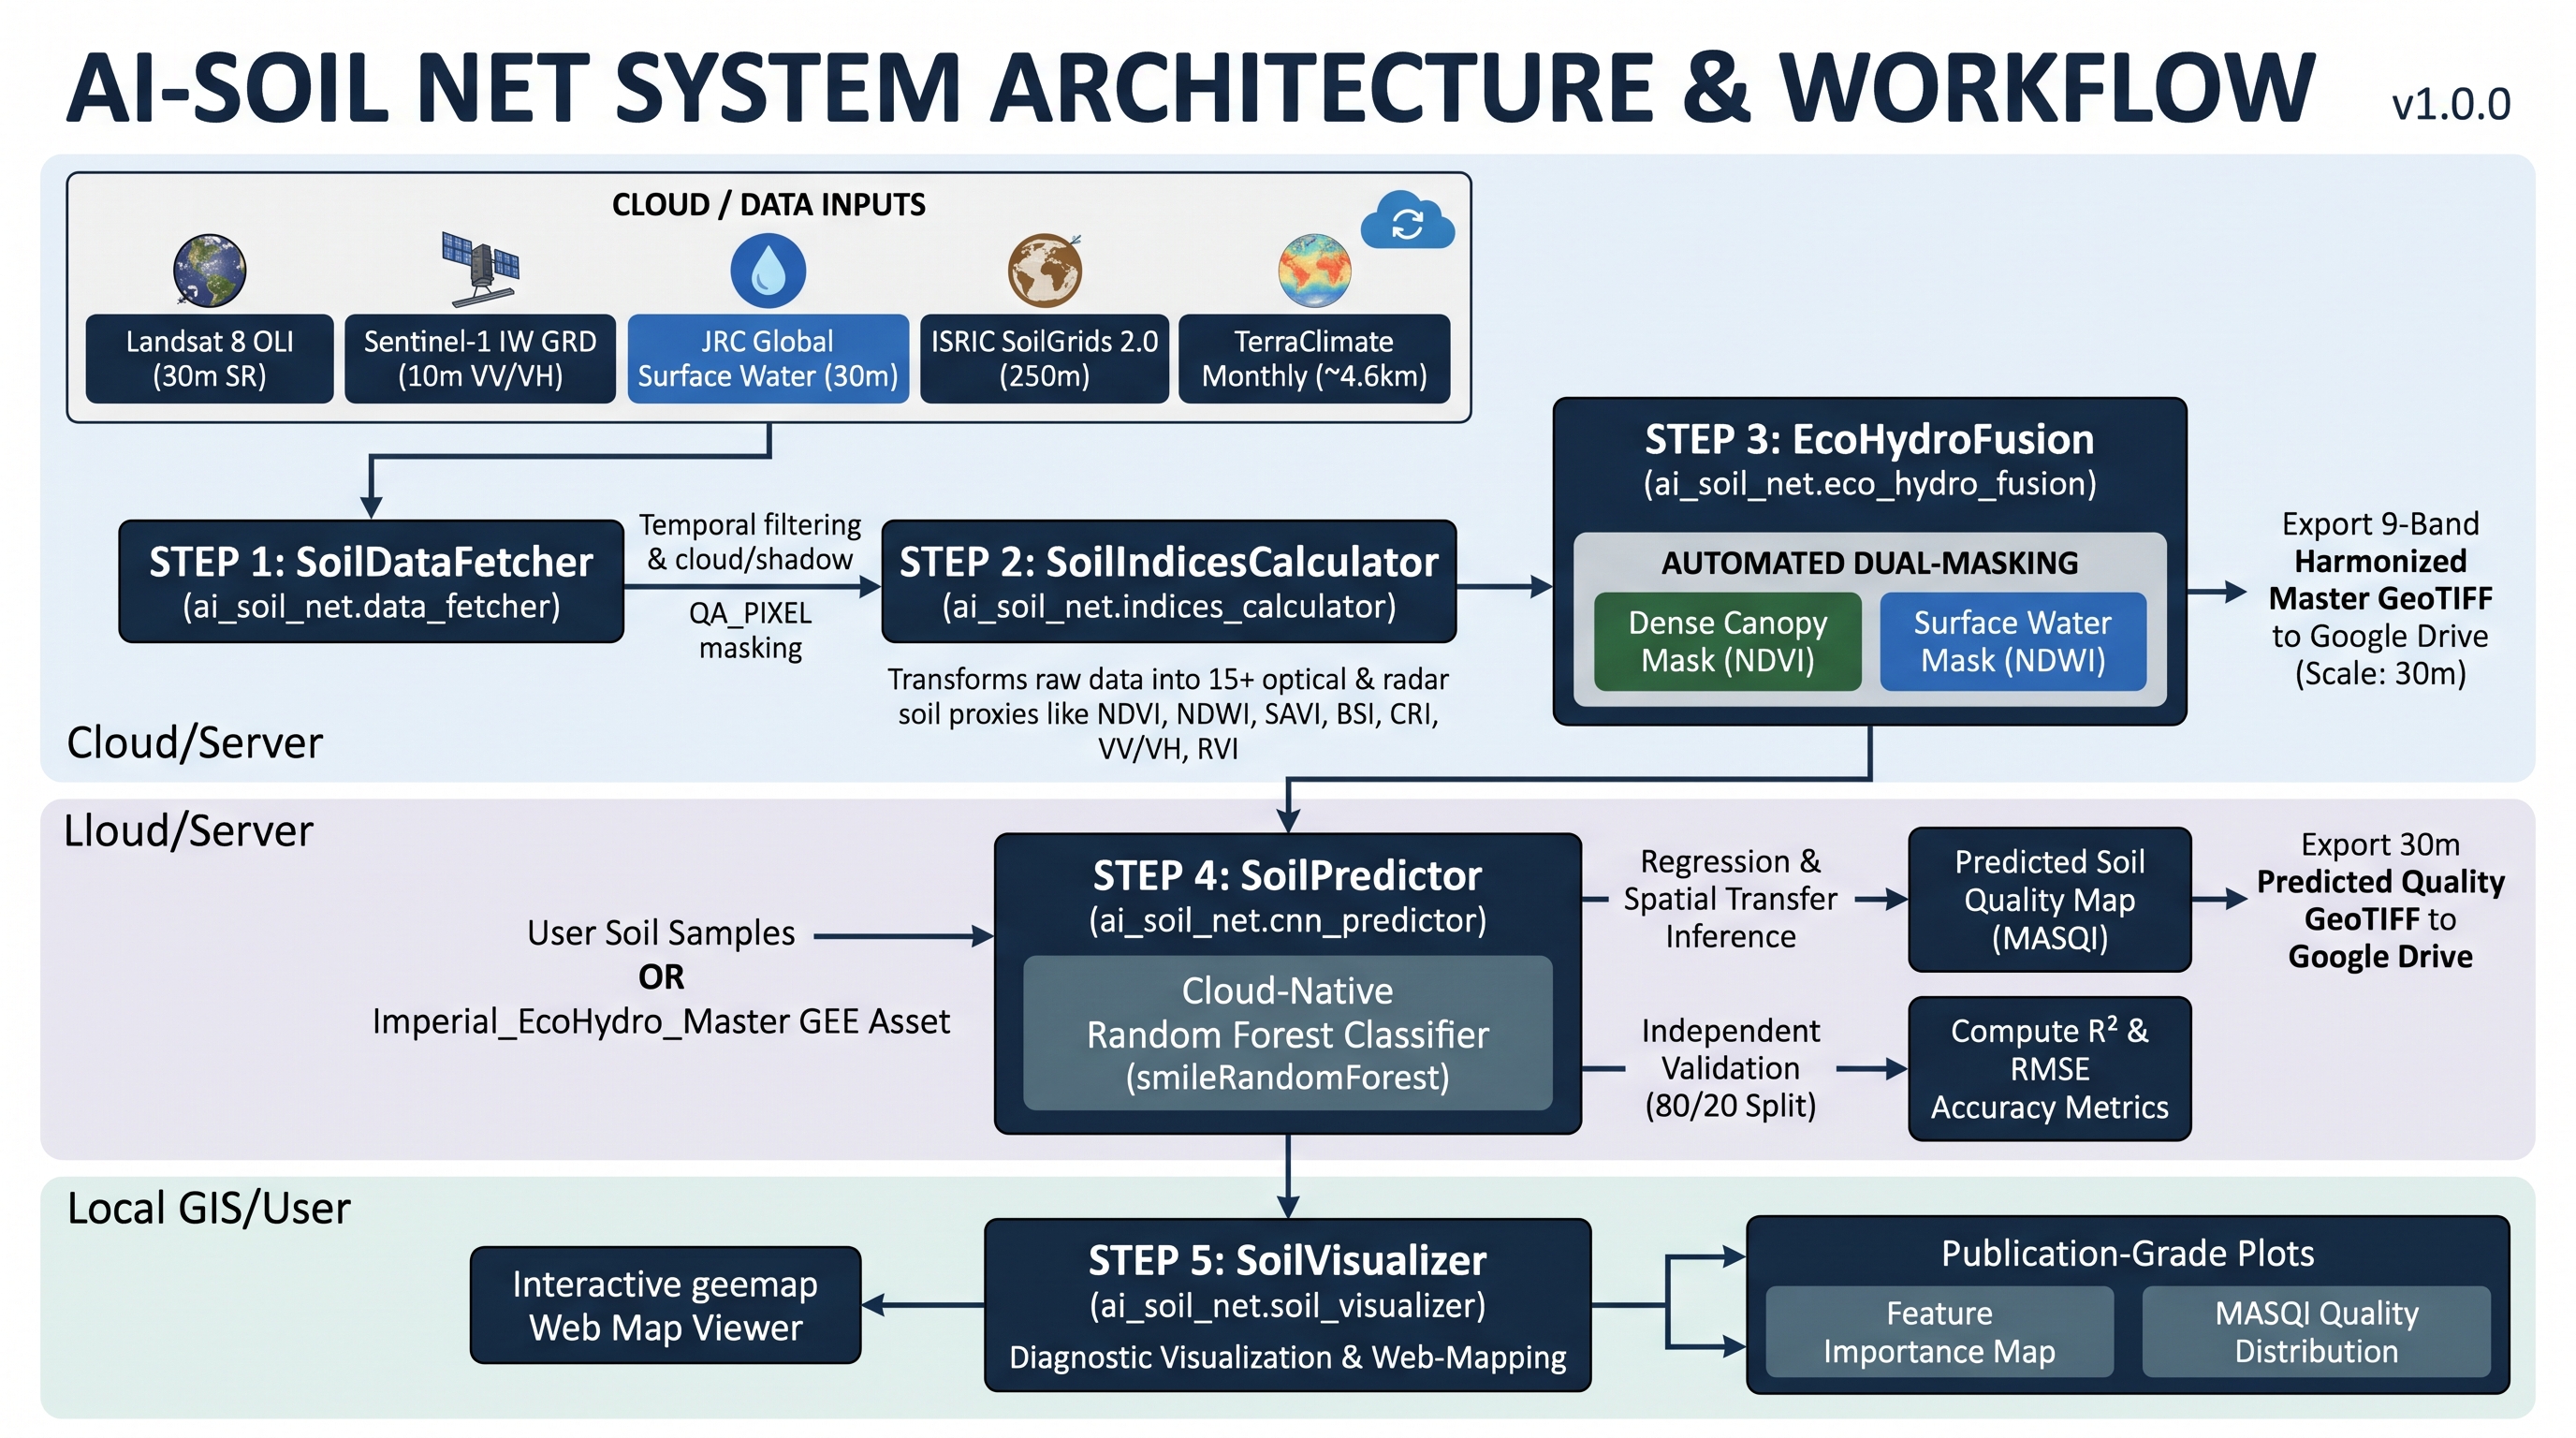 AI-SOIL NET SYSTEM ARCHITECTURE & WORKFLOW
v1.0.0
CLOUD / DATA INPUTS
Landsat 8 OLI
(30m SR)
Sentinel-1 IW GRD
(10m VV/VH)
JRC Global
Surface Water (30m)
ISRIC SoilGrids 2.0
(250m)
TerraClimate
Monthly (~4.6km)
STEP 1: SoilDataFetcher
(ai_soil_net.data_fetcher)
Temporal filtering
& cloud/shadow
QA_PIXEL
masking
STEP 2: SoilIndicesCalculator
(ai_soil_net.indices_calculator)
Transforms raw data into 15+ optical & radar
soil proxies like NDVI, NDWI, SAVI, BSI, CRI,
VV/VH, RVI
STEP 3: EcoHydroFusion
(ai_soil_net.eco_hydro_fusion)
AUTOMATED DUAL-MASKING
Dense Canopy
Mask (NDVI)
Surface Water
Mask (NDWI)
Export 9-Band
Harmonized
Master GeoTIFF
to Google Drive
(Scale: 30m)
Cloud/Server
Lloud/Server
User Soil Samples
OR
Imperial_EcoHydro_Master GEE Asset
STEP 4: SoilPredictor
(ai_soil_net.cnn_predictor)
Cloud-Native
Random Forest Classifier
(smileRandomForest)
Regression &
Spatial Transfer
Inference
Predicted Soil
Quality Map
(MASQI)
Export 30m
Predicted Quality
GeoTIFF to
Google Drive
Independent
Validation
(80/20 Split)
Compute R² &
RMSE
Accuracy Metrics
Local GIS/User
Interactive geemap
Web Map Viewer
STEP 5: SoilVisualizer
(ai_soil_net.soil_visualizer)
Diagnostic Visualization & Web-Mapping
Publication-Grade Plots
Feature
Importance Map
MASQI Quality
Distribution